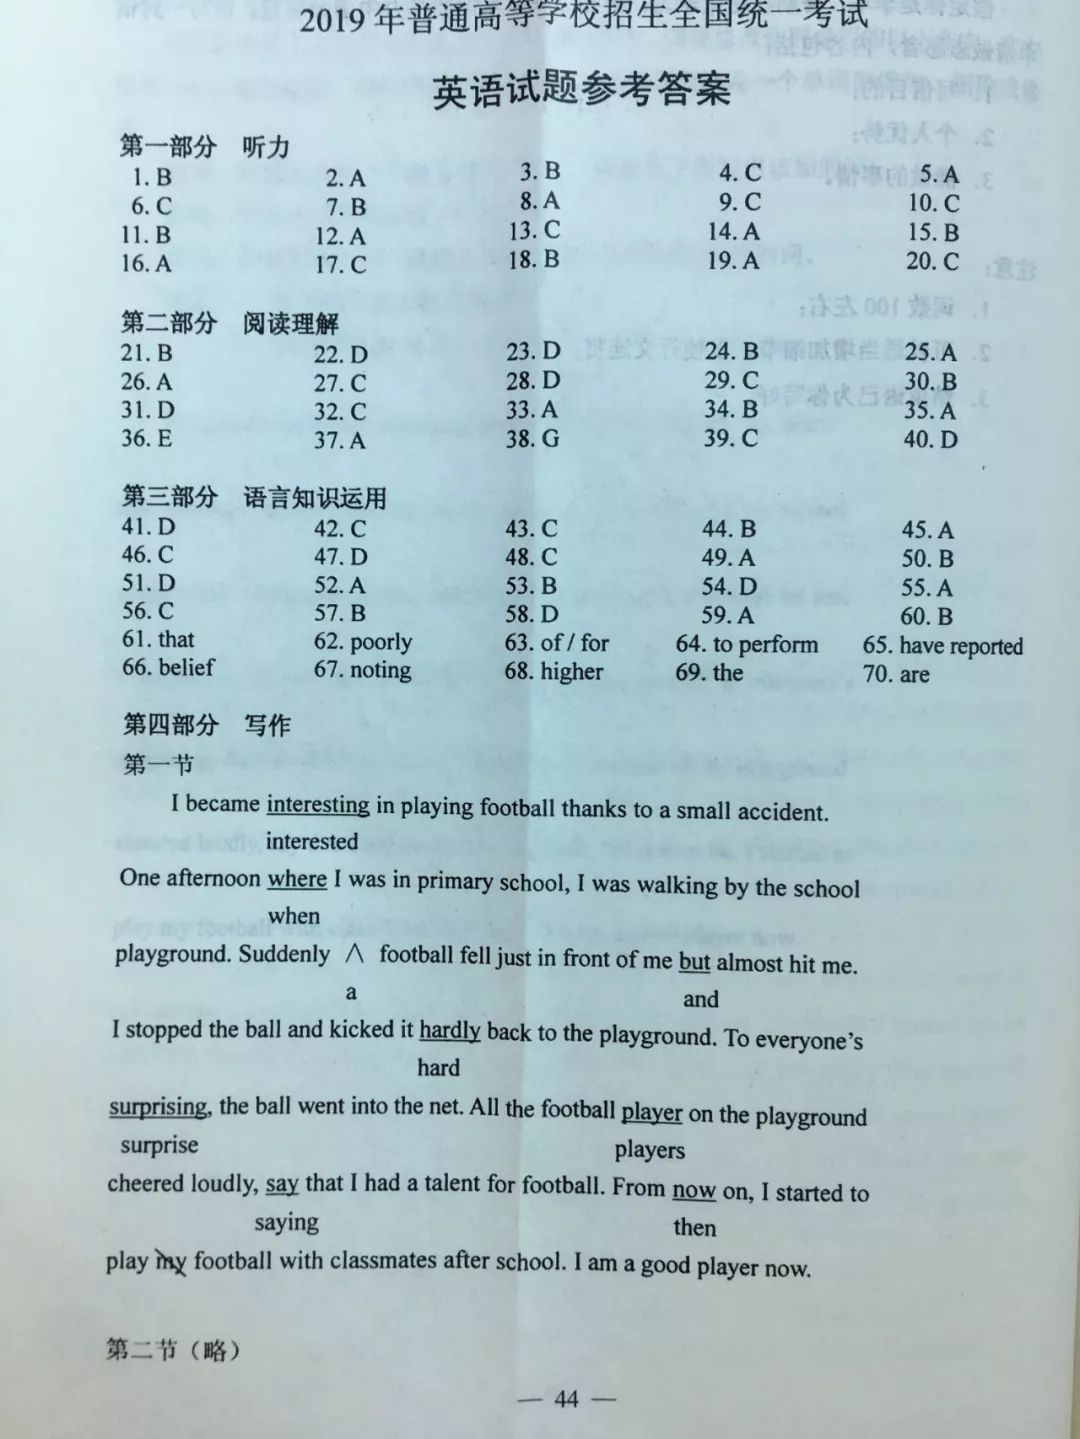 2019 年普通高等学校招生全国统一考试
英语试题参考答案
第一部分 听力
1. B 2. A 3. B 4. C 5. A
6. C 7. B 8. A 9. C 10. C
11. B 12. A 13. C 14. A 15. B
16. A 17. C 18. B 19. A 20. C
第二部分 阅读理解
21. B 22. D 23. D 24. B 25. A
26. A 27. C 28. D 29. C 30. B
31. D 32. C 33. A 34. B 35. A
36. E 37. A 38. G 39. C 40. D
第三部分 语言知识运用
41. D 42. C 43. C 44. B 45. A
46. C 47. D 48. C 49. A 50. B
51. D 52. A 53. B 54. D 55. A
56. C 57. B 58. D 59. A 60. B
61. that 62. poorly 63. of / for 64. to perform 65. have reported
66. belief 67. noting 68. higher 69. the 70. are
第四部分 写作
第一节
I became interesting in playing football thanks to a small accident.
interested
One afternoon where I was in primary school, I was walking by the school
when
playground. Suddenly ∧ football fell just in front of me but almost hit me.
a and
I stopped the ball and kicked it hardly back to the playground. To everyone's
hard
surprising, the ball went into the net. All the football player on the playground
surprise players
cheered loudly, say that I had a talent for football. From now on, I started to
saying then
play my football with classmates after school. I am a good player now.
第二节（略）
— 44 —